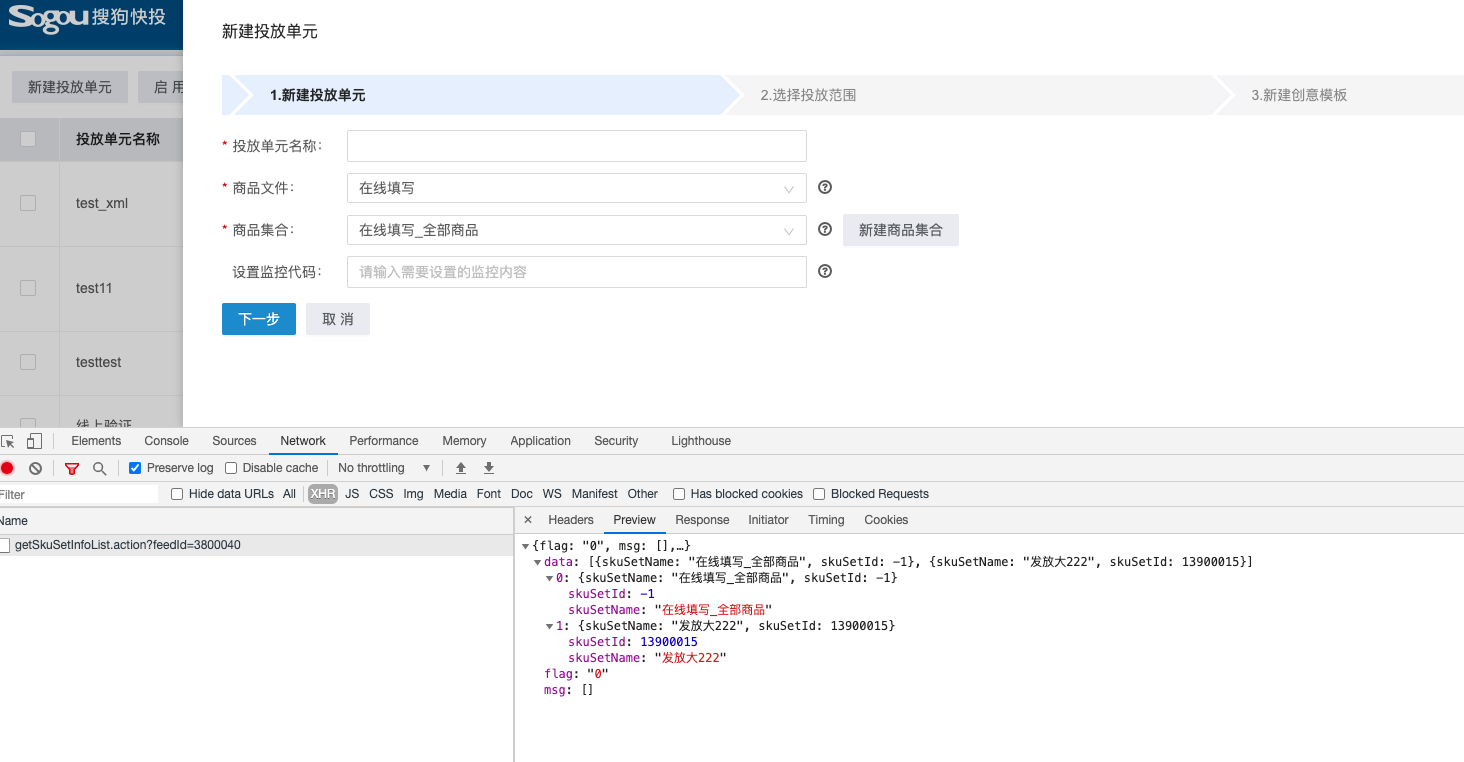 Sogou搜狗快投
新建投放单元
新建投放单元
启 用
1.新建投放单元
2.选择投放范围
3.新建创意模板
投放单元名称
test_xml
test11
testtest
线上验证
* 投放单元名称:
* 商品文件:
在线填写
* 商品集合:
在线填写_全部商品
新建商品集合
设置监控代码:
请输入需要设置的监控内容
下一步
取 消
Elements Console Sources Network Performance Memory Application Security Lighthouse
Preserve log Disable cache No throttling
Filter Hide data URLs All XHR JS CSS Img Media Font Doc WS Manifest Other Has blocked cookies Blocked Requests
Name
getSkuSetInfoList.action?feedId=3800040
× Headers Preview Response Initiator Timing Cookies
{flag: "0", msg: [],…}
data: [{skuSetName: "在线填写_全部商品", skuSetId: -1}, {skuSetName: "发放大222", skuSetId: 13900015}]
0: {skuSetName: "在线填写_全部商品", skuSetId: -1}
skuSetId: -1
skuSetName: "在线填写_全部商品"
1: {skuSetName: "发放大222", skuSetId: 13900015}
skuSetId: 13900015
skuSetName: "发放大222"
flag: "0"
msg: []